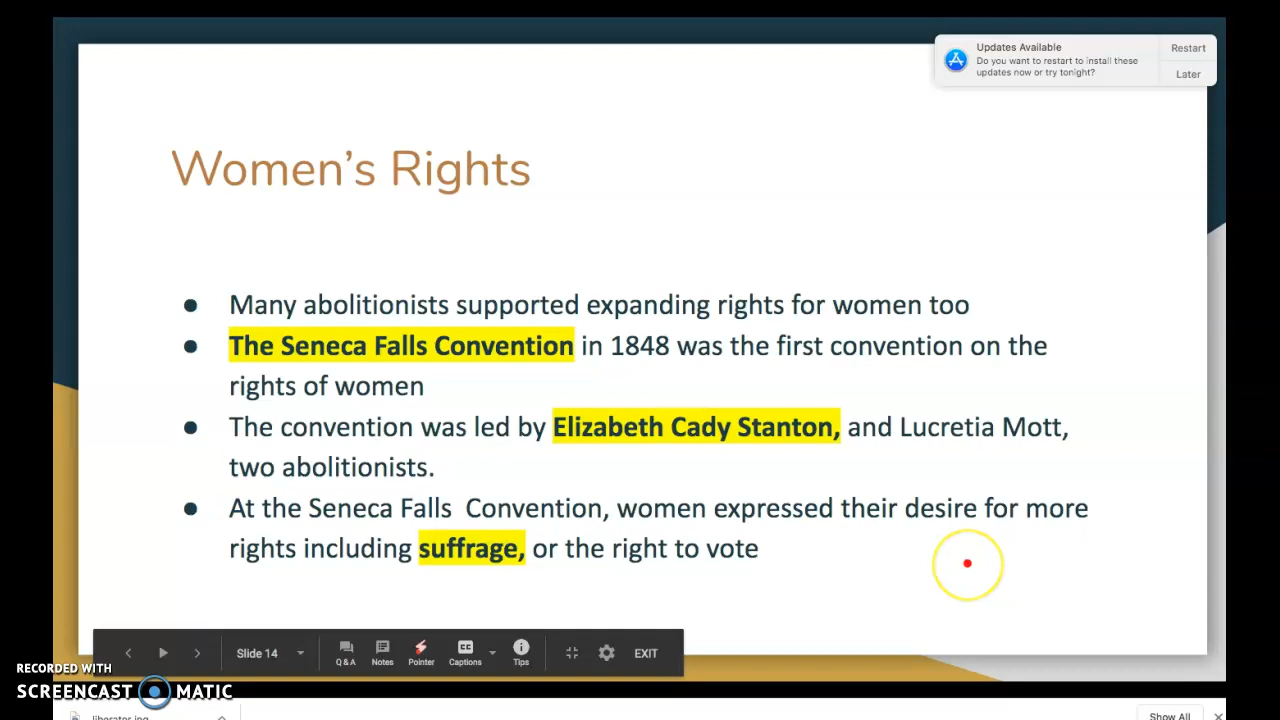 Updates Available
Restart
Do you want to restart to install these
updates now or try tonight?
Later
Women's Rights
● Many abolitionists supported expanding rights for women too
● The Seneca Falls Convention in 1848 was the first convention on the
rights of women
● The convention was led by Elizabeth Cady Stanton, and Lucretia Mott,
two abolitionists.
● At the Seneca Falls Convention, women expressed their desire for more
rights including suffrage, or the right to vote
Slide 14
Q & A
Notes
Pointer
CC
Captions
Tips
EXIT
RECORDED WITH
SCREENCAST MATIC
liberator.jpg
Show All